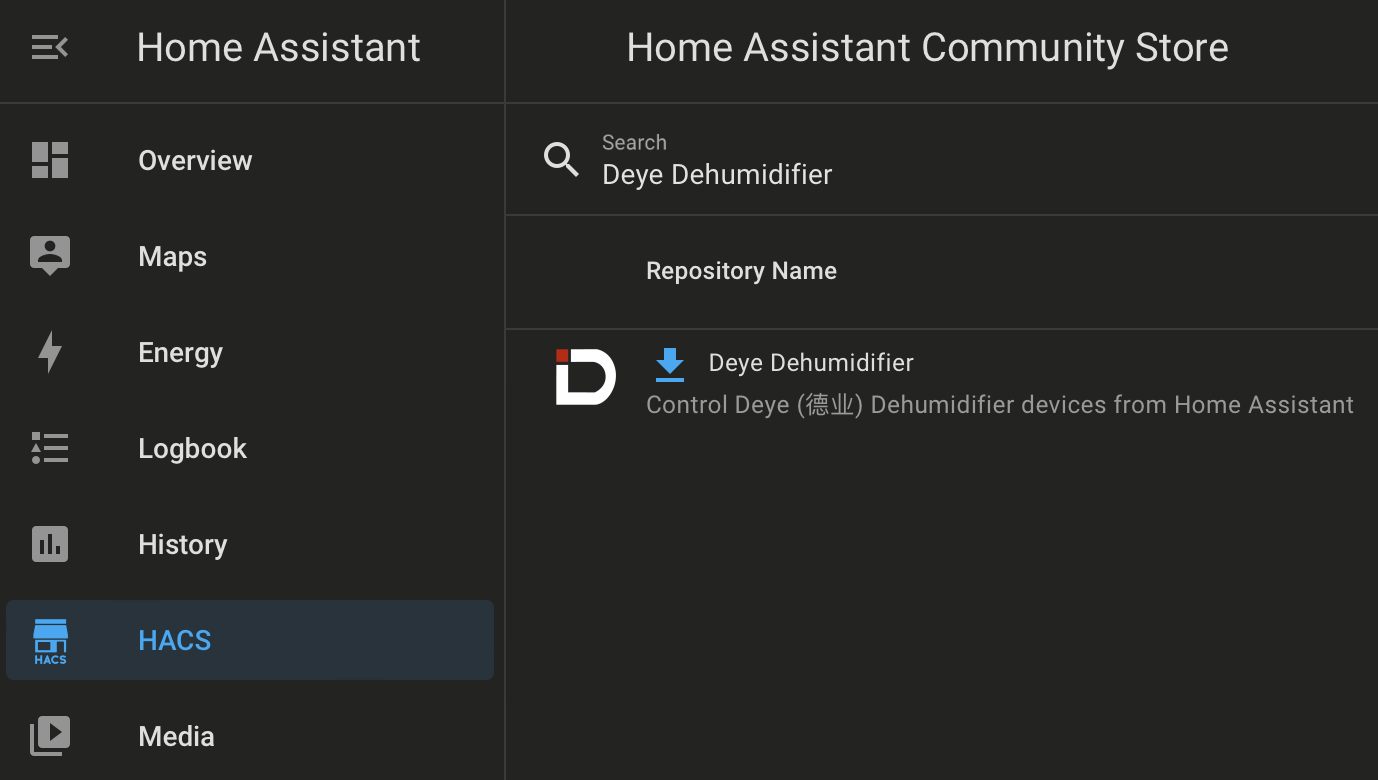 Home Assistant
Overview
Maps
Energy
Logbook
History
HACS
HACS
Media
Home Assistant Community Store
Search
Deye Dehumidifier
Repository Name
Deye Dehumidifier
Control Deye (德业) Dehumidifier devices from Home Assistant